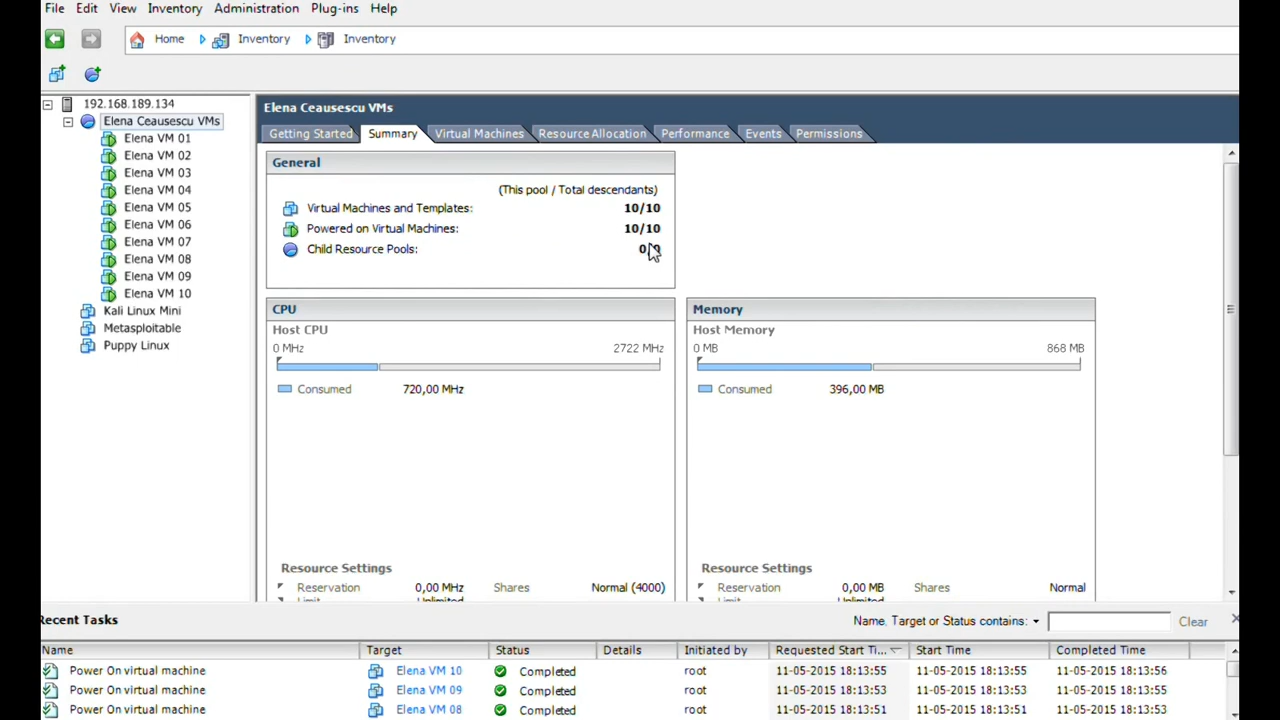 File Edit View Inventory Administration Plug-ins Help
Home Inventory Inventory
192.168.189.134
Elena Ceausescu VMs
Elena VM 01
Elena VM 02
Elena VM 03
Elena VM 04
Elena VM 05
Elena VM 06
Elena VM 07
Elena VM 08
Elena VM 09
Elena VM 10
Kali Linux Mini
Metasploitable
Puppy Linux
Elena Ceausescu VMs
Getting Started Summary Virtual Machines Resource Allocation Performance Events Permissions
General
(This pool / Total descendants)
Virtual Machines and Templates: 10/10
Powered on Virtual Machines: 10/10
Child Resource Pools:
CPU
Host CPU
0 MHz 2722 MHz
Consumed 720,00 MHz
Resource Settings
Reservation 0,00 MHz Shares Normal (4000)
Memory
Host Memory
0 MB 868 MB
Consumed 396,00 MB
Resource Settings
Reservation 0,00 MB Shares Normal
Recent Tasks Name, Target or Status contains: Clear
Name Target Status Details Initiated by Requested Start Ti... Start Time Completed Time
Power On virtual machine Elena VM 10 Completed root 11-05-2015 18:13:55 11-05-2015 18:13:55 11-05-2015 18:13:56
Power On virtual machine Elena VM 09 Completed root 11-05-2015 18:13:53 11-05-2015 18:13:53 11-05-2015 18:13:55
Power On virtual machine Elena VM 08 Completed root 11-05-2015 18:13:51 11-05-2015 18:13:51 11-05-2015 18:13:53